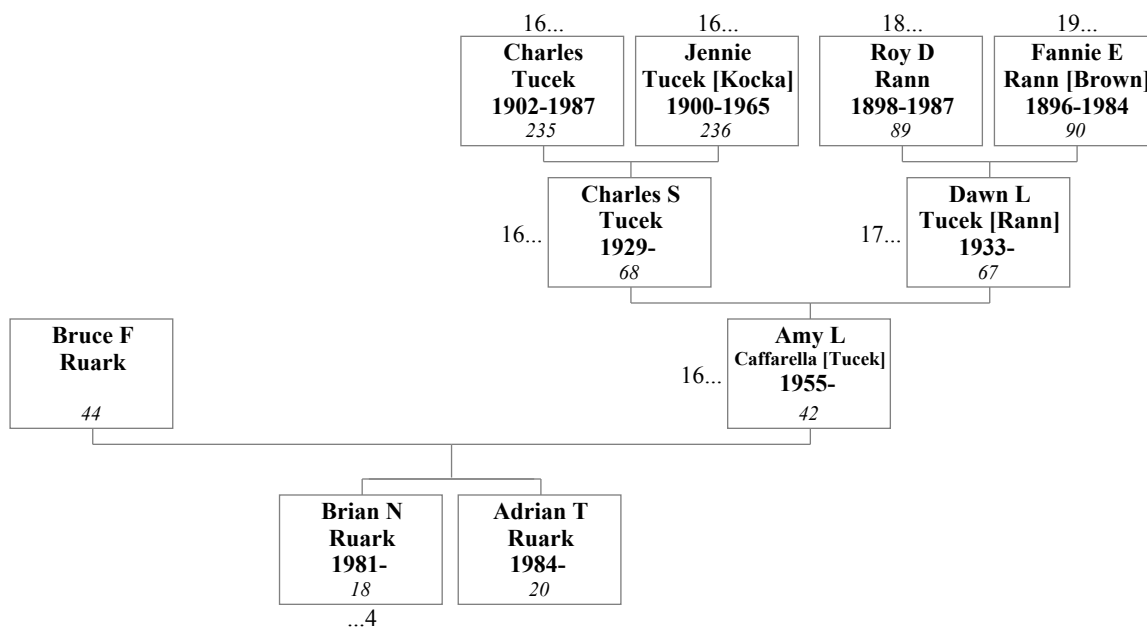 16...
16...
18...
19...
Charles
Tucek
1902-1987
235
Jennie
Tucek [Kocka]
1900-1965
236
Roy D
Rann
1898-1987
89
Fannie E
Rann [Brown]
1896-1984
90
16...
Charles S
Tucek
1929-
68
17...
Dawn L
Tucek [Rann]
1933-
67
Bruce F
Ruark
44
16...
Amy L
Caffarella [Tucek]
1955-
42
Brian N
Ruark
1981-
18
Adrian T
Ruark
1984-
20
...4